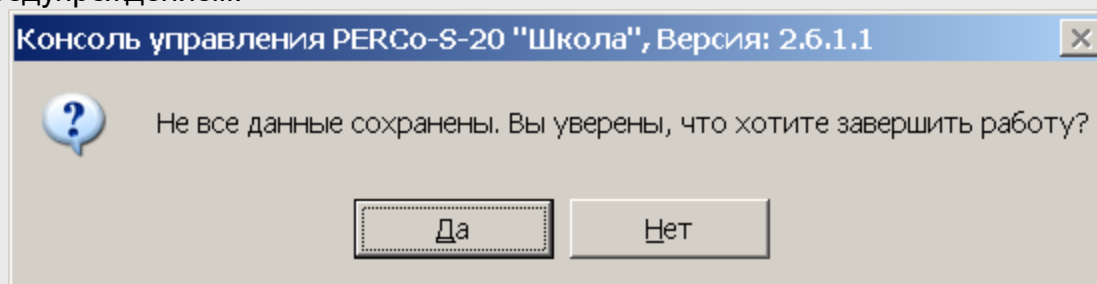 Консоль управления PERCo-S-20 "Школа", Версия: 2.6.1.1
Не все данные сохранены. Вы уверены, что хотите завершить работу?
Да
Нет